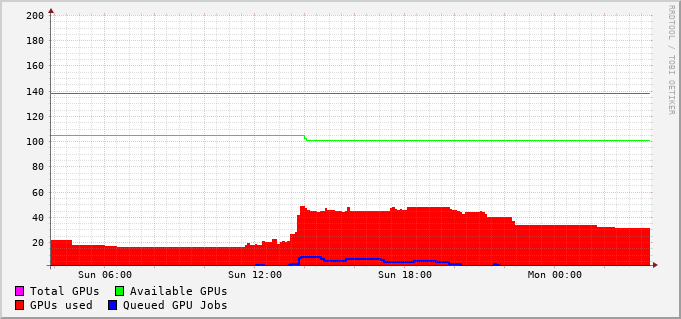 200
180
160
140
120
100
80
60
40
20
Sun 06:00 Sun 12:00 Sun 18:00 Mon 00:00
Total GPUs Available GPUs
GPUs used Queued GPU Jobs
RRDTOOL / TOBI OETIKER